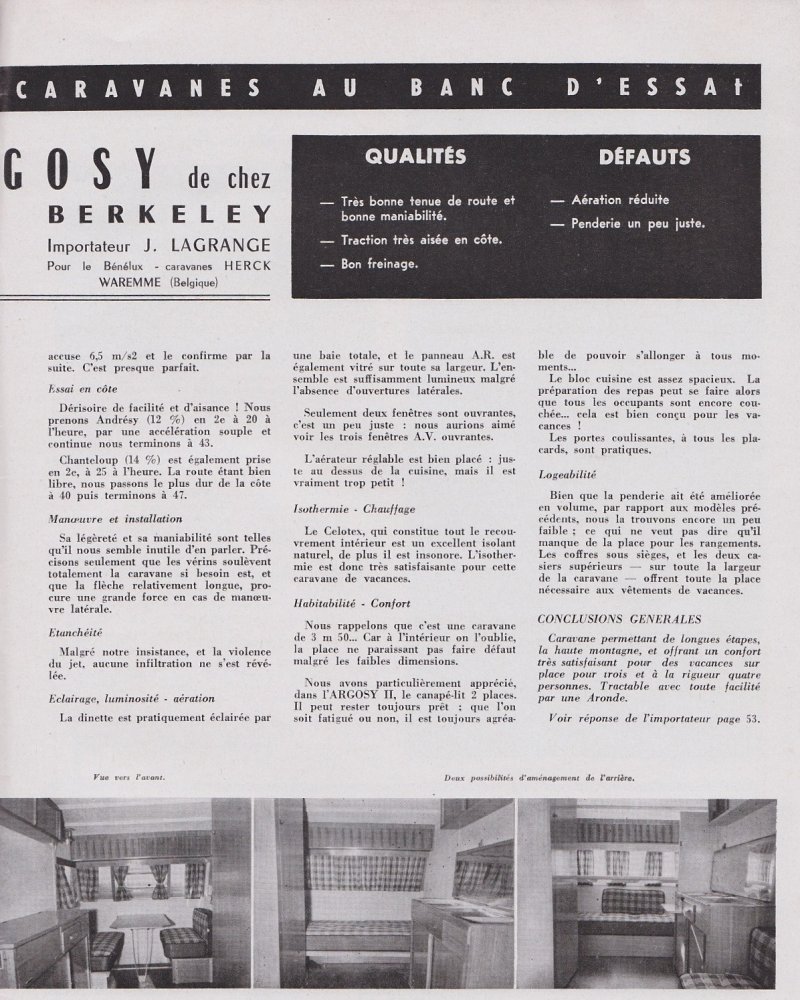 CARAVANES AU BANC D'ESSAI
GOSY de chez
BERKELEY
Importateur J. LAGRANGE
Pour le Bénélux - caravanes HERCK
WAREMME (Belgique)
QUALITÉS
— Très bonne tenue de route et
bonne maniabilité.
— Traction très aisée en côte.
— Bon freinage.
DÉFAUTS
— Aération réduite
— Penderie un peu juste.
accuse 6,5 m/s2 et le confirme par la
suite. C'est presque parfait.
Essai en côte
Dérisoire de facilité et d'aisance ! Nous
prenons Andrésy (12 %) en 2e à 20 à
l'heure, par une accélération souple et
continue nous terminons à 43.
Chanteloup (14 %) est également prise
en 2e, à 25 à l'heure. La route étant bien
libre, nous passons le plus dur de la côte
à 40 puis terminons à 47.
Manœuvre et installation
Sa légèreté et sa maniabilité sont telles
qu'il nous semble inutile d'en parler. Pré-
cisons seulement que les vérins soulèvent
totalement la caravane si besoin est, et
que la flèche relativement longue, pro-
cure une grande force en cas de manœu-
vre latérale.
Etanchéité
Malgré notre insistance, et la violence
du jet, aucune infiltration ne s'est révé-
lée.
Eclairage, luminosité - aération
La dinette est pratiquement éclairée par
une baie totale, et le panneau A.R. est
également vitré sur toute sa largeur. L'en-
semble est suffisamment lumineux malgré
l'absence d'ouvertures latérales.
Seulement deux fenêtres sont ouvrantes,
c'est un peu juste : nous aurions aimé
voir les trois fenêtres A.V. ouvrantes.
L'aérateur réglable est bien placé : jus-
te au dessus de la cuisine, mais il est
vraiment trop petit !
Isothermie - Chauffage
Le Celotex, qui constitue tout le recou-
vrement intérieur est un excellent isolant
naturel, de plus il est insonore. L'isother-
mie est donc très satisfaisante pour cette
caravane de vacances.
Habitabilité - Confort
Nous rappelons que c'est une caravane
de 3 m 50... Car à l'intérieur on l'oublie,
la place ne paraissant pas faire défaut
malgré les faibles dimensions.
Nous avons particulièrement apprécié,
dans l'ARGOSY II, le canapé-lit 2 places.
Il peut rester toujours prêt ; que l'on
soit fatigué ou non, il est toujours agréa-
ble de pouvoir s'allonger à tous mo-
ments...
Le bloc cuisine est assez spacieux. La
préparation des repas peut se faire alors
que tous les occupants sont encore cou-
chée... cela est bien conçu pour les va-
cances !
Les portes coulissantes, à tous les pla-
cards, sont pratiques.
Logeabilité
Bien que la penderie ait été améliorée
en volume, par rapport aux modèles pré-
cédents, nous la trouvons encore un peu
faible ; ce qui ne veut pas dire qu'il
manque de la place pour les rangements.
Les coffres sous sièges, et les deux ca-
siers supérieurs — sur toute la largeur
de la caravane — offrent toute la place
nécessaire aux vêtements de vacances.
CONCLUSIONS GENERALES
Caravane permettant de longues étapes,
la haute montagne, et offrant un confort
très satisfaisant pour des vacances sur
place pour trois et à la rigueur quatre
personnes. Tractable avec toute facilité
par une Aronde.
Voir réponse de l'importateur page 53.
Vue vers l'avant.
Deux possibilités d'aménagement de l'arrière.